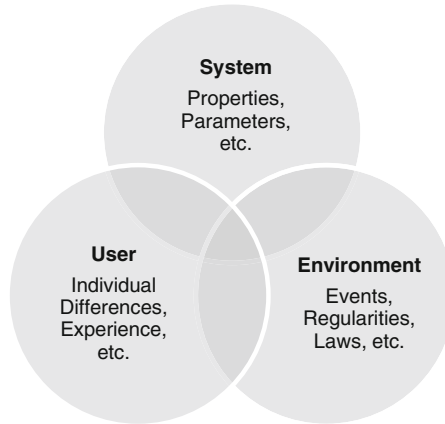 System
Properties,
Parameters,
etc.
User
Individual
Differences,
Experience,
etc.
Environment
Events,
Regularities,
Laws, etc.